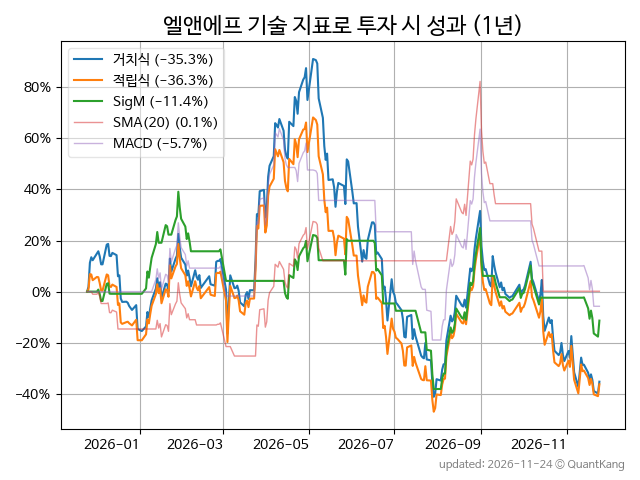 엘앤에프 기술 지표로 투자 시 성과 (1년)
거치식 (−35.3%)
적립식 (−36.3%)
SigM (−11.4%)
SMA(20) (0.1%)
MACD (−5.7%)
80%
60%
40%
20%
0%
−20%
−40%
2026−01 2026−03 2026−05 2026−07 2026−09 2026−11
updated: 2026−11−24 © QuantKang